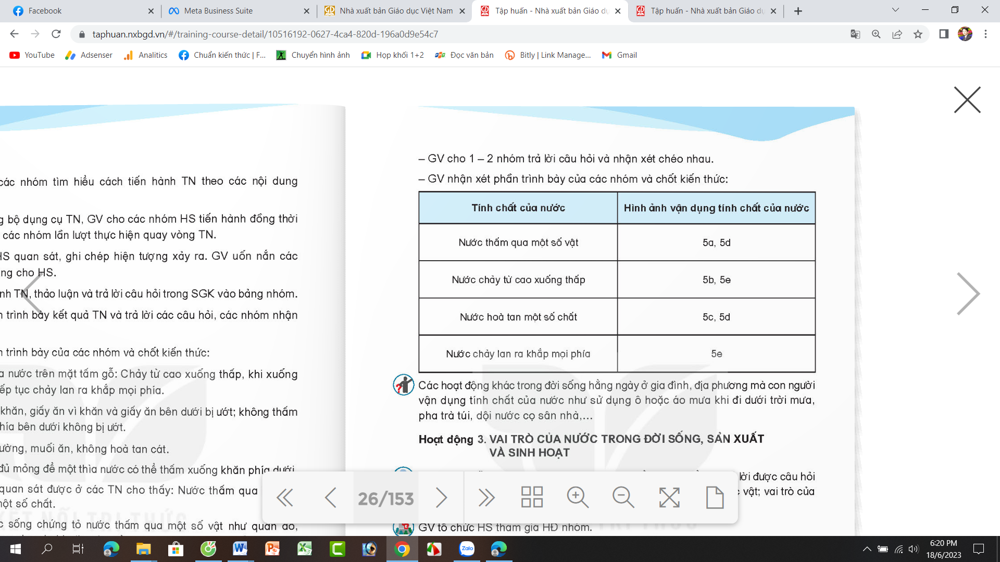 Facebook
Meta Business Suite
Nhà xuất bản Giáo dục Việt Nam
Tập huấn - Nhà xuất bản Giáo dụ
Tập huấn - Nhà xuất bản Giáo dụ
taphuan.nxbgd.vn/#/training-course-detail/10516192-0627-4ca4-820d-196a0d9e54c7
YouTube
Adsenser
Analitics
Chuẩn kiến thức | F...
Chuyển hình ảnh
Họp khối 1+2
Đọc văn bản
Bitly | Link Manage...
Gmail
các nhóm tìm hiểu cách tiến hành TN theo các nội dung
g bộ dụng cụ TN, GV cho các nhóm HS tiến hành đồng thời
các nhóm lần lượt thực hiện quay vòng TN.
HS quan sát, ghi chép hiện tượng xảy ra. GV uốn nắn các
ng cho HS.
nh TN, thảo luận và trả lời câu hỏi trong SGK vào bảng nhóm.
trình bày kết quả TN và trả lời các câu hỏi, các nhóm nhận
trình bày của các nhóm và chốt kiến thức:
a nước trên mặt tấm gỗ: Chảy từ cao xuống thấp, khi xuống
ếp tục chảy lan ra khắp mọi phía.
khăn, giấy ăn vì khăn và giấy ăn bên dưới bị ướt; không thấm
hía bên dưới không bị ướt.
ường, muối ăn, không hoà tan cát.
đủ mỏng để một thìa nước có thể thấm xuống khăn phía dưới.
quan sát được ở các TN cho thấy: Nước thấm qua
một số chất.
c sống chứng tỏ nước thấm qua một số vật như quần áo,
– GV cho 1 – 2 nhóm trả lời câu hỏi và nhận xét chéo nhau.
– GV nhận xét phần trình bày của các nhóm và chốt kiến thức:
Tính chất của nước Hình ảnh vận dụng tính chất của nước
Nước thấm qua một số vật 5a, 5d
Nước chảy từ cao xuống thấp 5b, 5e
Nước hoà tan một số chất 5c, 5d
Nước chảy lan ra khắp mọi phía 5e
Các hoạt động khác trong đời sống hằng ngày ở gia đình, địa phương mà con người
vận dụng tính chất của nước như sử dụng ô hoặc áo mưa khi đi dưới trời mưa,
pha trà túi, dội nước cọ sân nhà,...
Hoạt động 3. VAI TRÒ CỦA NƯỚC TRONG ĐỜI SỐNG, SẢN XUẤT
VÀ SINH HOẠT
lời được câu hỏi
vật; vai trò của
GV tổ chức HS tham gia HĐ nhóm.
26/153
Zalo
6:20 PM
18/6/2023